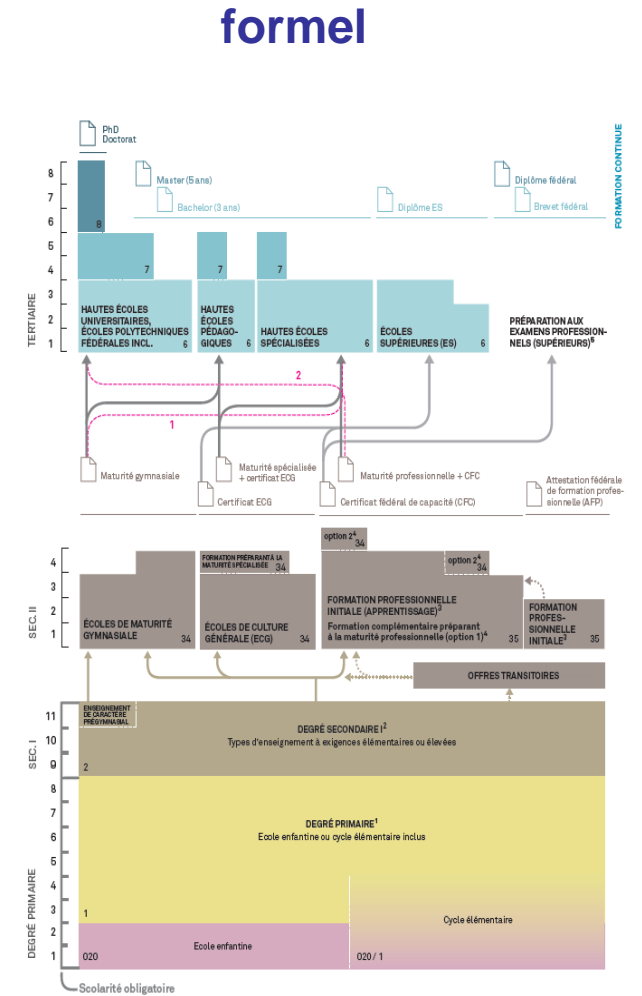 formel
PhD
Doctorat
FORMATION CONTINUE
Master (5 ans)
Diplôme fédéral
Bachelor (3 ans)
Diplôme ES
Brevet fédéral
TERTIAIRE
8
7
6
5
4
3
2
1
8
7
7
7
HAUTES ÉCOLES
UNIVERSITAIRES,
ÉCOLES POLYTECHNIQUES
FÉDÉRALES INCL. 6
HAUTES
ÉCOLES
PÉDAGO-
GIQUES 6
HAUTES ÉCOLES
SPÉCIALISÉES 6
ÉCOLES
SUPÉRIEURES (ES) 6
PRÉPARATION AUX
EXAMENS PROFESSION-
NELS (SUPÉRIEURS)5
2
1
Maturité gymnasiale
Maturité spécialisée
+ certificat ECG
Maturité professionnelle + CFC
Attestation fédérale
de formation profes-
sionnelle (AFP)
Certificat ECG
Certificat fédéral de capacité (CFC)
SEC. II
4
3
2
1
ÉCOLES DE MATURITÉ
GYMNASIALE 34
FORMATION PRÉPARANT À LA
MATURITÉ SPÉCIALISÉE 34
ÉCOLES DE CULTURE
GÉNÉRALE (ECG) 34
option 24
34
option 24
34
FORMATION PROFESSIONNELLE
INITIALE (APPRENTISSAGE)3
Formation complémentaire préparant
à la maturité professionnelle (option 1)4 35
FORMATION
PROFES-
SIONNELLE
INITIALE3 35
OFFRES TRANSITOIRES
SEC. I
11
10
9
ENSEIGNEMENT
DE CARACTÈRE
PRÉGYMNASIAL
DEGRÉ SECONDAIRE I2
Types d'enseignement à exigences élémentaires ou élevées
2
DEGRÉ PRIMAIRE
8
7
6
5
4
3
2
1
DEGRÉ PRIMAIRE1
Ecole enfantine ou cycle élémentaire inclus
1
Cycle élémentaire
Ecole enfantine
020
020 / 1
Scolarité obligatoire